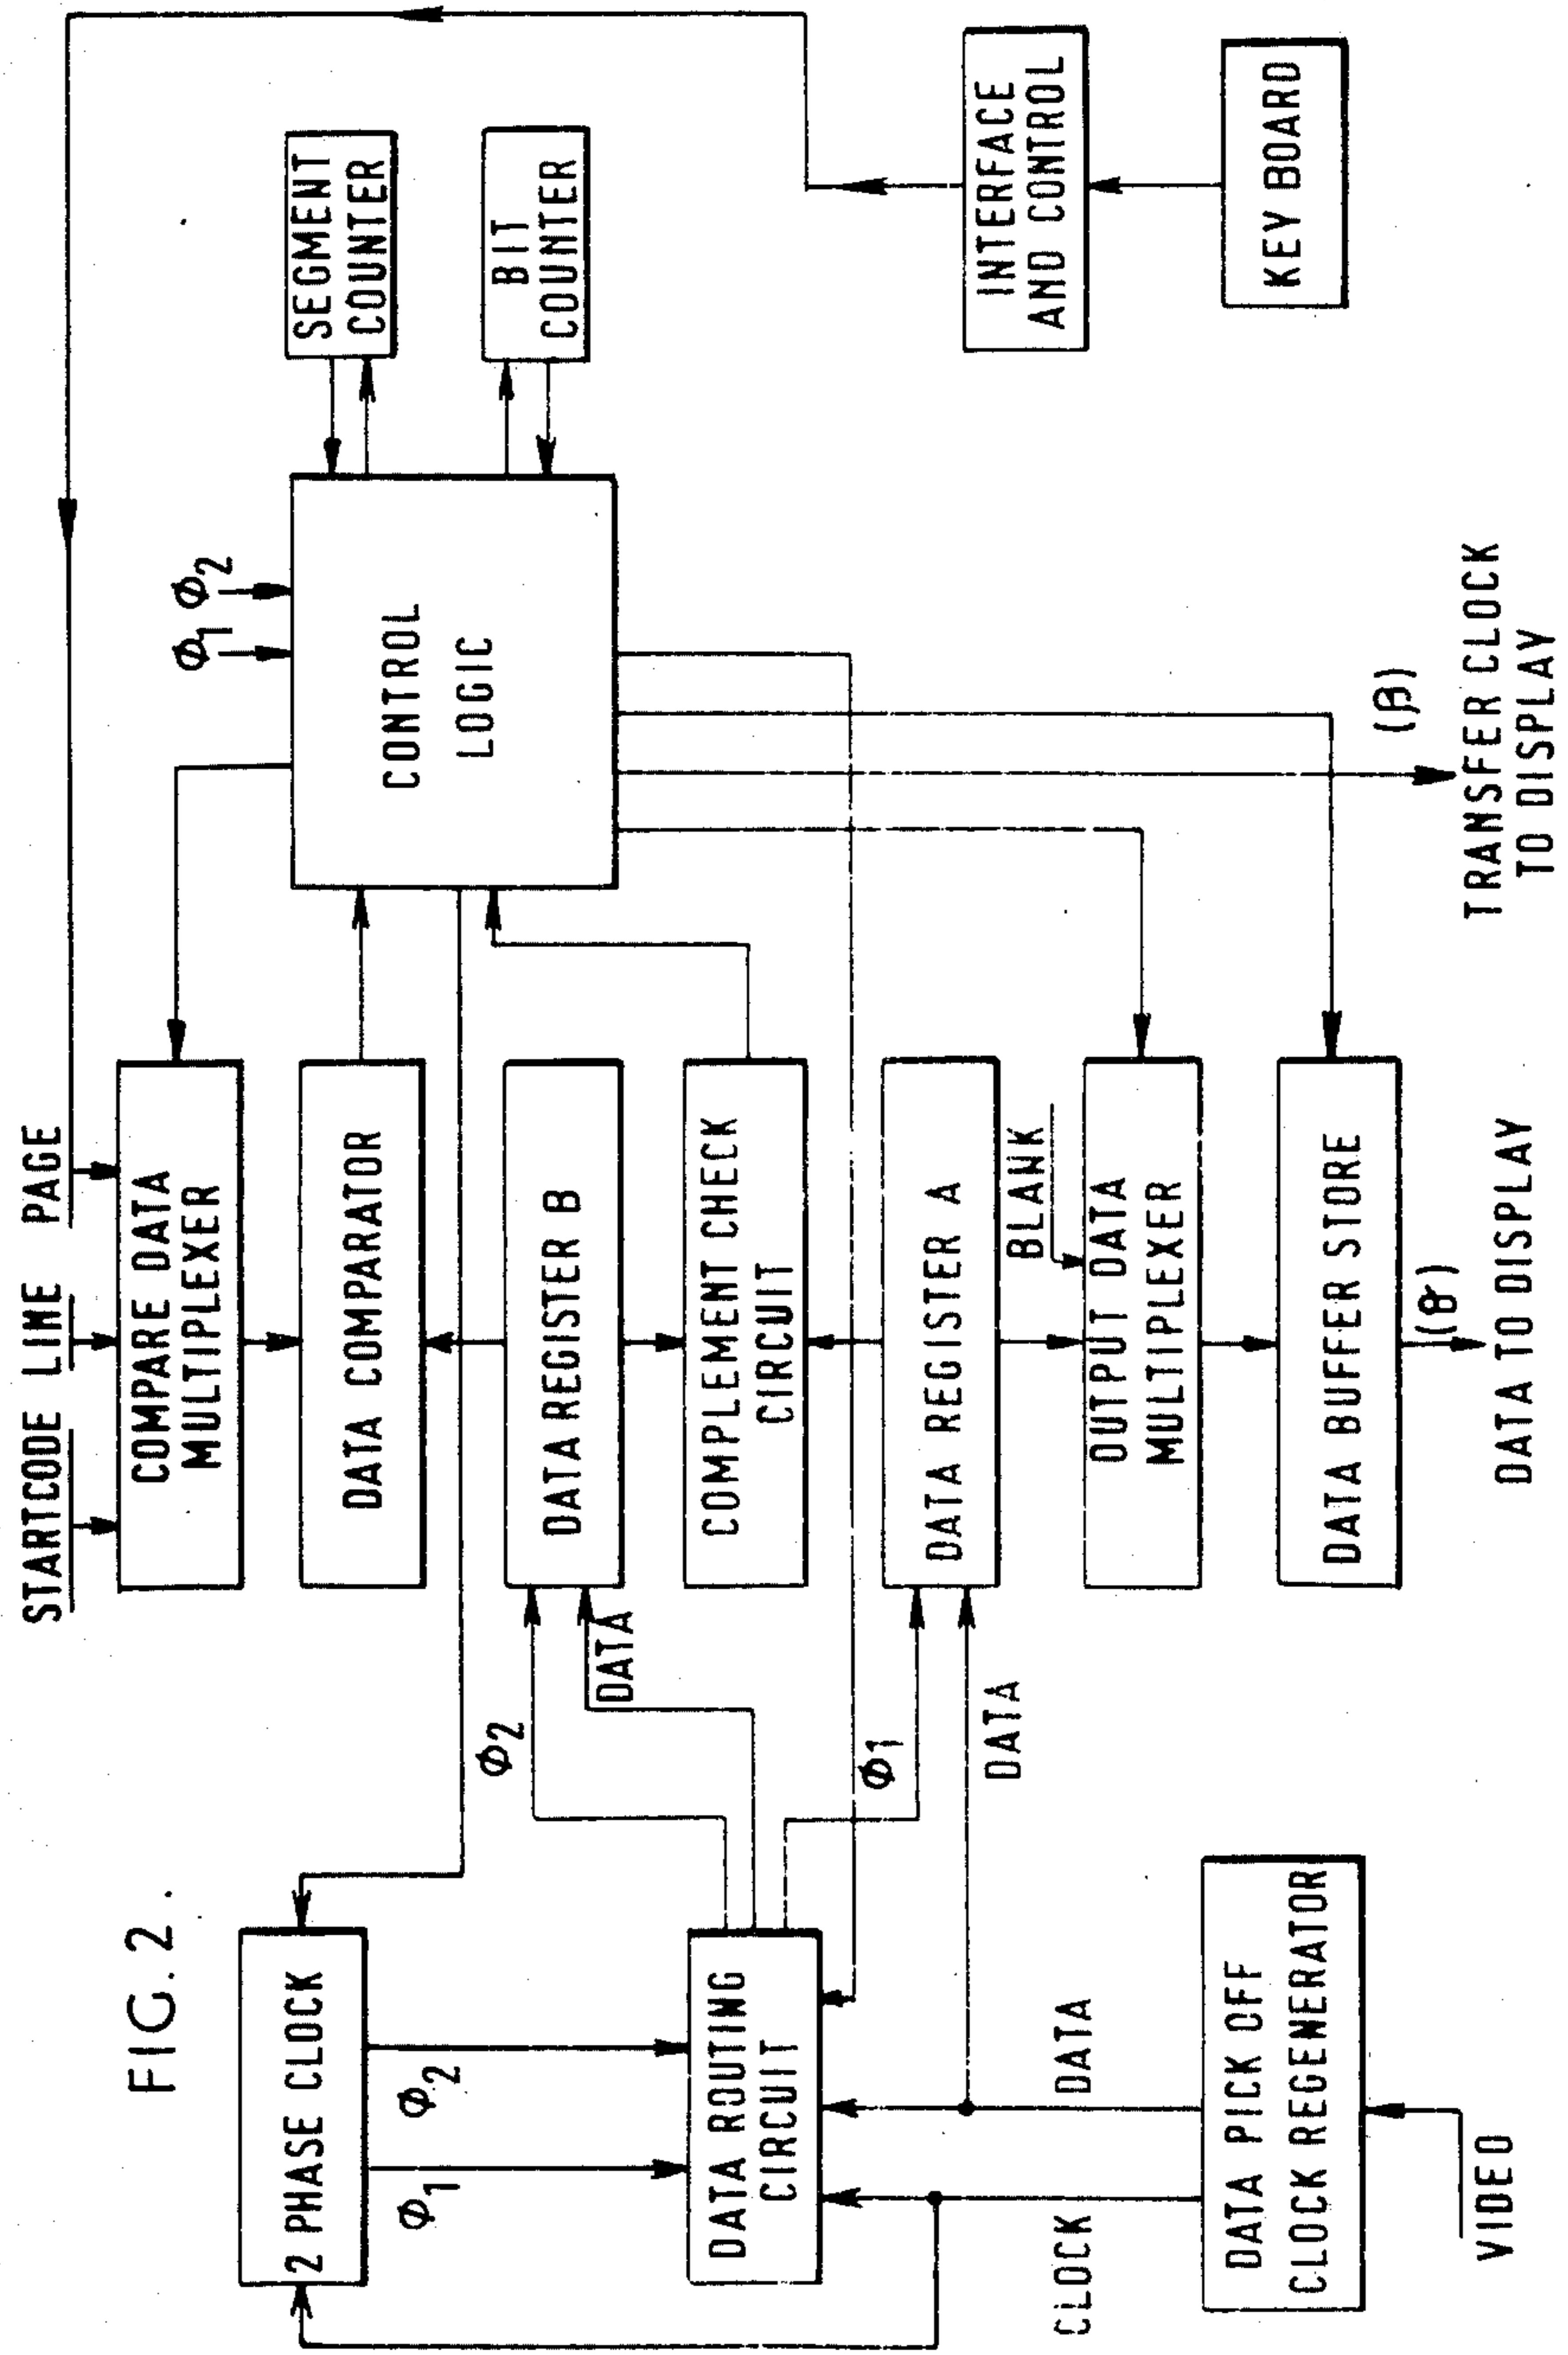 FIG. 2.
STARTCODE LINE PAGE
COMPARE DATA
MULTIPLEXER
DATA COMPARATOR
DATA REGISTER B
COMPLEMENT CHECK
CIRCUIT
DATA REGISTER A
BLANK
OUTPUT DATA
MULTIPLEXER
DATA BUFFER STORE
(8)
DATA TO DISPLAY
2 PHASE CLOCK
Φ1
Φ2
DATA ROUTING
CIRCUIT
Φ2
DATA
Φ1
DATA
CLOCK
DATA
DATA PICK OFF
CLOCK REGENERATOR
VIDEO
Φ1 Φ2
CONTROL
LOGIC
SEGMENT
COUNTER
BIT
COUNTER
(β)
TRANSFER CLOCK
TO DISPLAY
INTERFACE
AND CONTROL
KEY BOARD